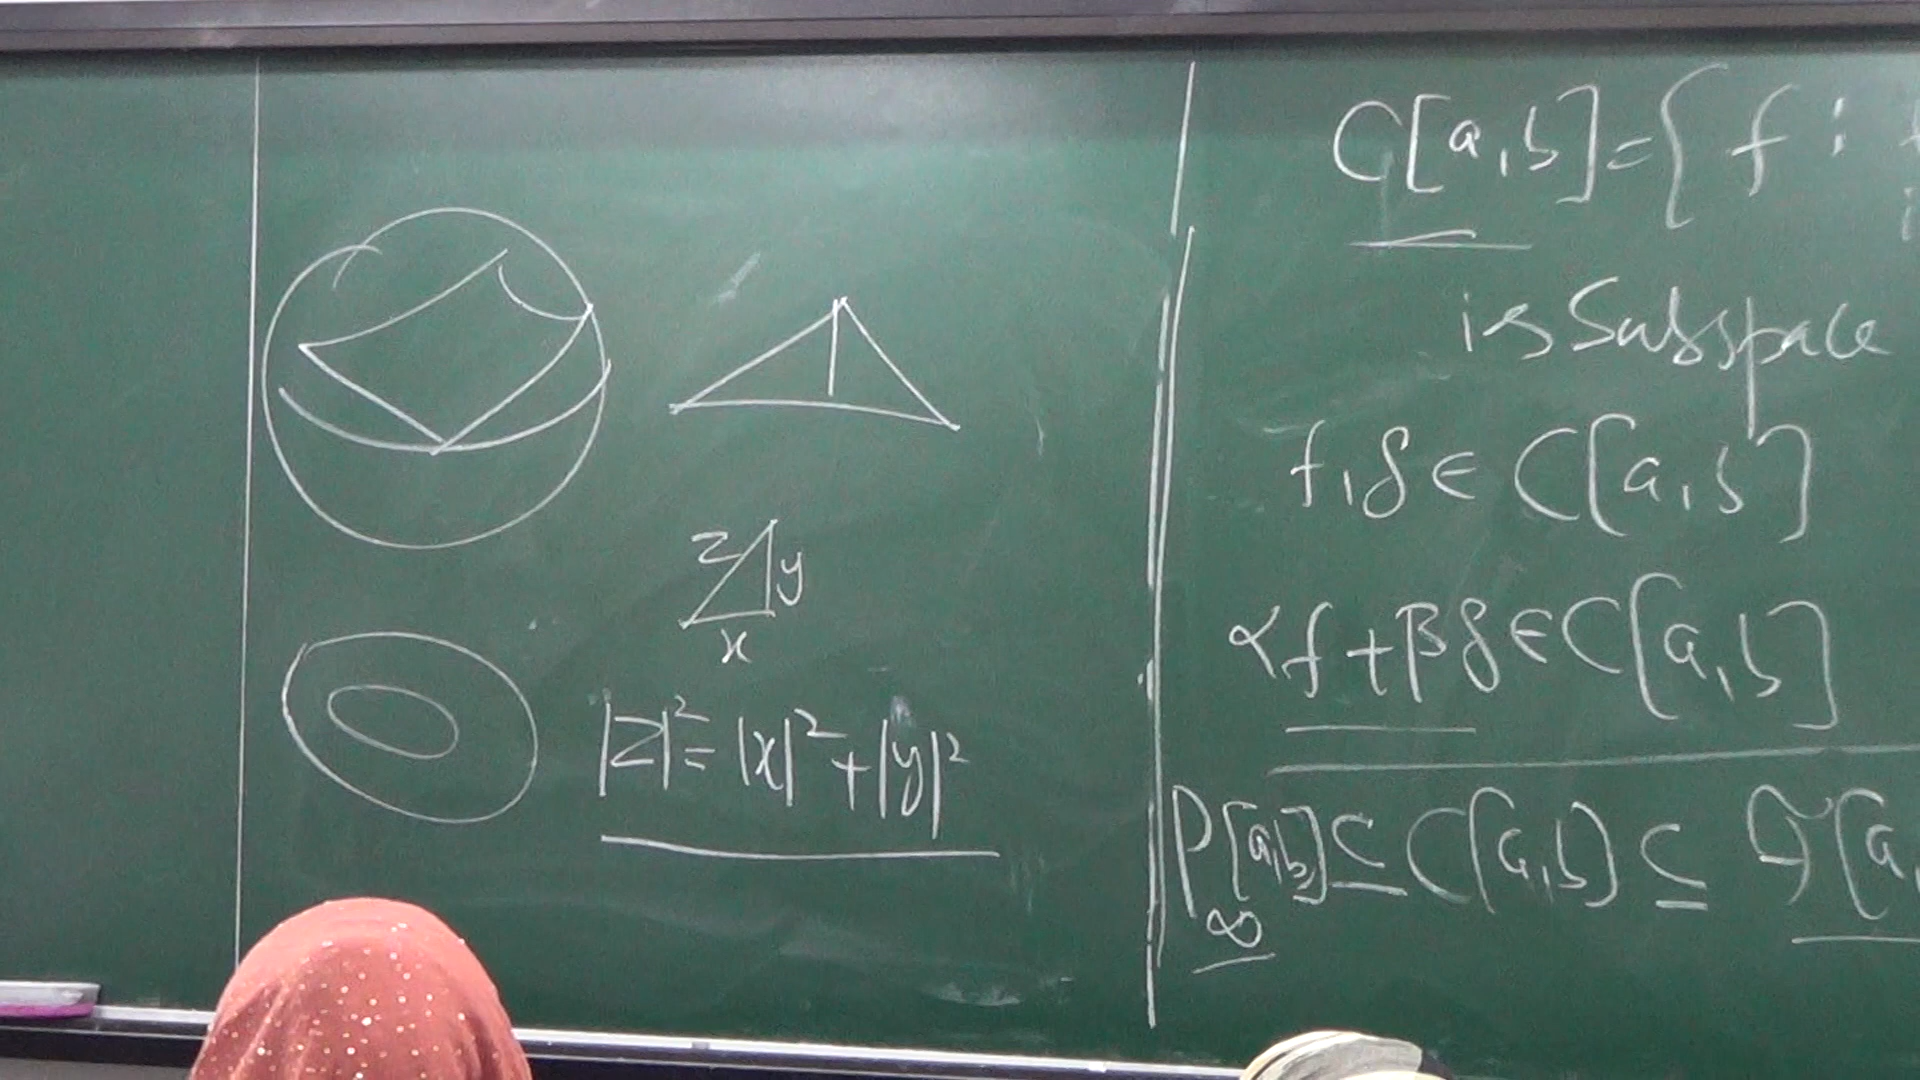 z y
x
|z|² = |x|² + |y|²
C[a,b] = { f :
is Subspace
f, g ∈ C[a,b]
αf + βg ∈ C[a,b]
P∞[a,b] ⊆ C[a,b] ⊆ F[a,